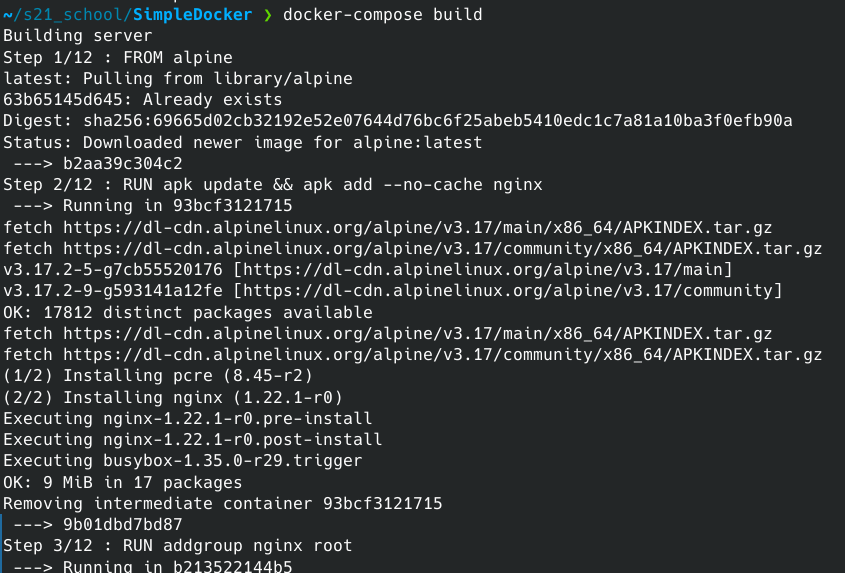 ~/s21_school/SimpleDocker ❯ docker-compose build
Building server
Step 1/12 : FROM alpine
latest: Pulling from library/alpine
63b65145d645: Already exists
Digest: sha256:69665d02cb32192e52e07644d76bc6f25abeb5410edc1c7a81a10ba3f0efb90a
Status: Downloaded newer image for alpine:latest
 ---> b2aa39c304c2
Step 2/12 : RUN apk update && apk add --no-cache nginx
 ---> Running in 93bcf3121715
fetch https://dl-cdn.alpinelinux.org/alpine/v3.17/main/x86_64/APKINDEX.tar.gz
fetch https://dl-cdn.alpinelinux.org/alpine/v3.17/community/x86_64/APKINDEX.tar.gz
v3.17.2-5-g7cb55520176 [https://dl-cdn.alpinelinux.org/alpine/v3.17/main]
v3.17.2-9-g593141a12fe [https://dl-cdn.alpinelinux.org/alpine/v3.17/community]
OK: 17812 distinct packages available
fetch https://dl-cdn.alpinelinux.org/alpine/v3.17/main/x86_64/APKINDEX.tar.gz
fetch https://dl-cdn.alpinelinux.org/alpine/v3.17/community/x86_64/APKINDEX.tar.gz
(1/2) Installing pcre (8.45-r2)
(2/2) Installing nginx (1.22.1-r0)
Executing nginx-1.22.1-r0.pre-install
Executing nginx-1.22.1-r0.post-install
Executing busybox-1.35.0-r29.trigger
OK: 9 MiB in 17 packages
Removing intermediate container 93bcf3121715
 ---> 9b01dbd7bd87
Step 3/12 : RUN addgroup nginx root
 ---> Running in b213522144b5